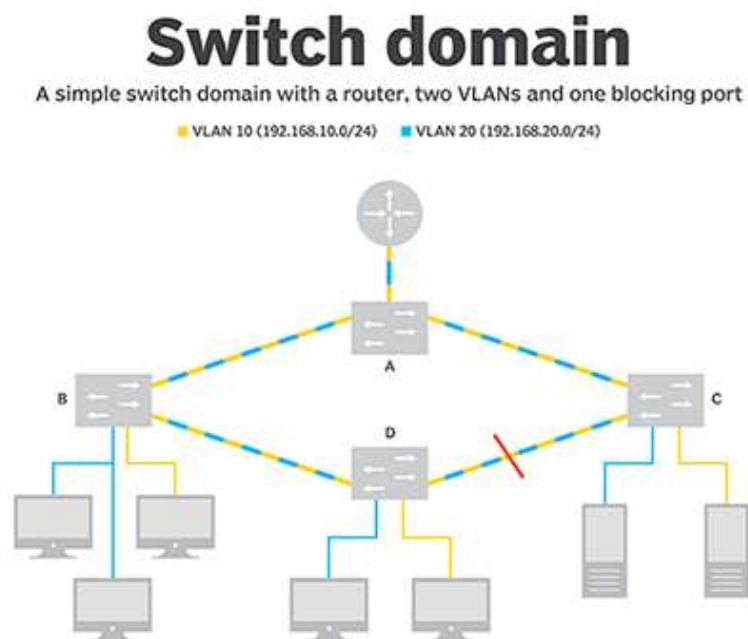 Switch domain
A simple switch domain with a router, two VLANs and one blocking port
VLAN 10 (192.168.10.0/24) VLAN 20 (192.168.20.0/24)
A
B
C
D